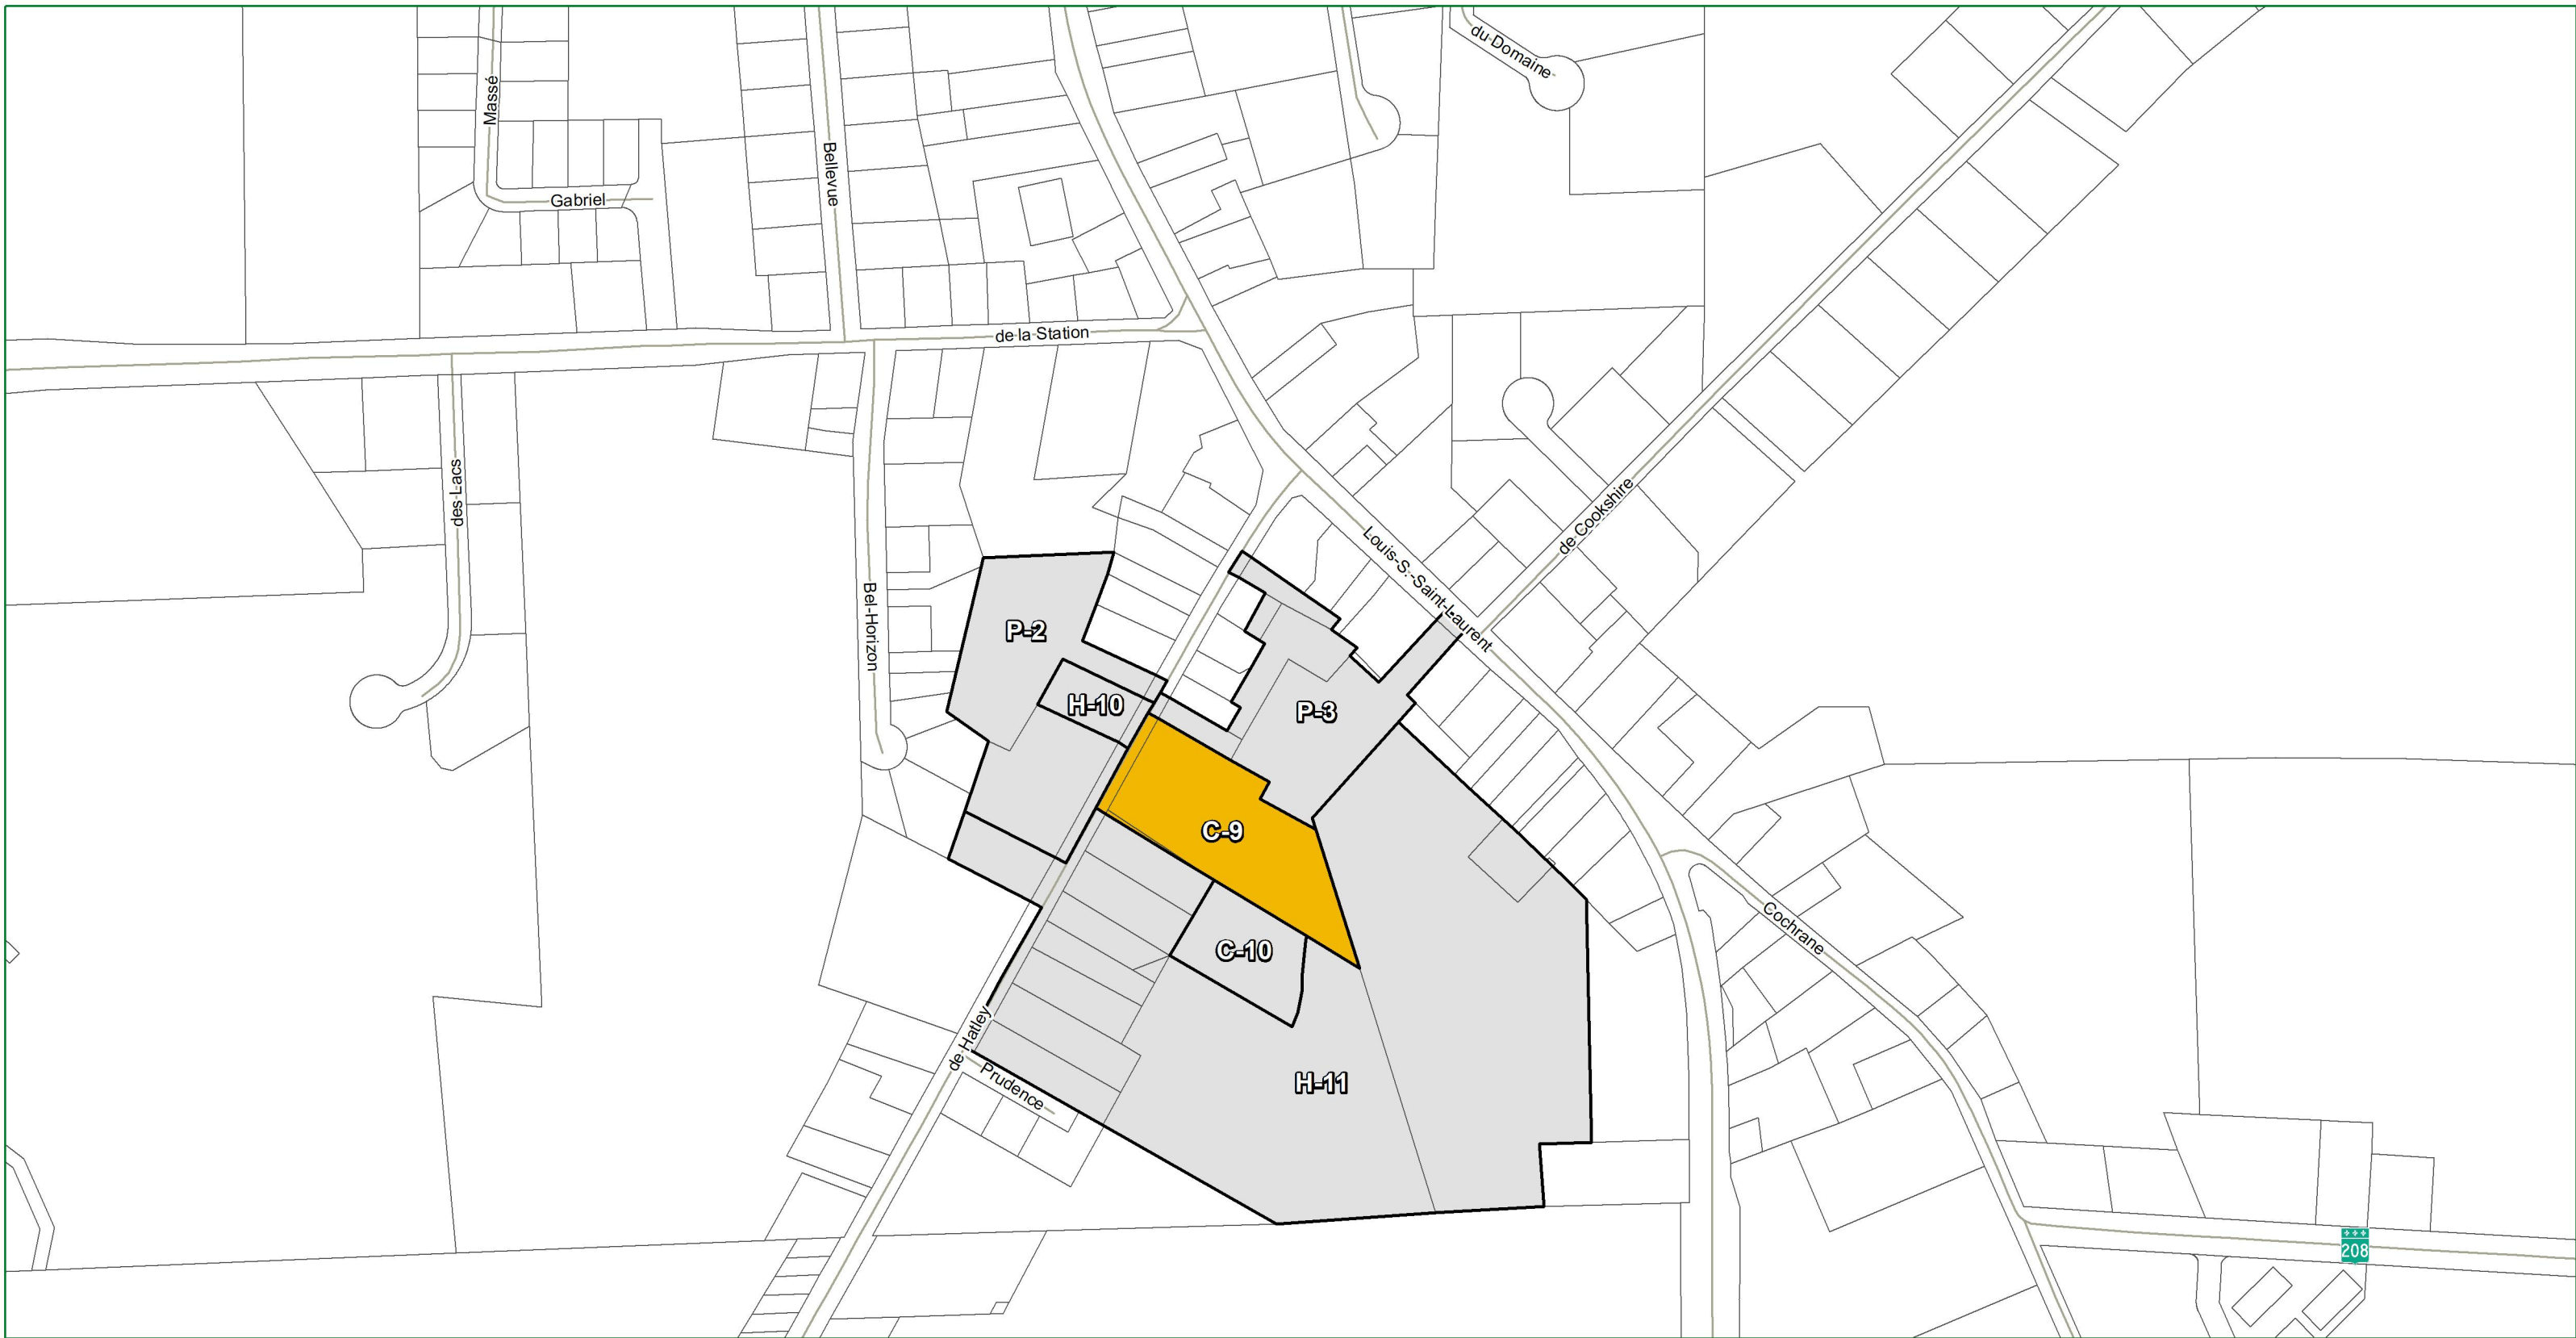 du Domaine
Massé
Bellevue
Gabriel
de la Station
des Lacs
Bel-Horizon
de Cookshire
Louis-S.-Saint-Laurent
P-2
H-10
P-3
C-9
C-10
Cochrane
de Hatley
Prudence
H-11
208